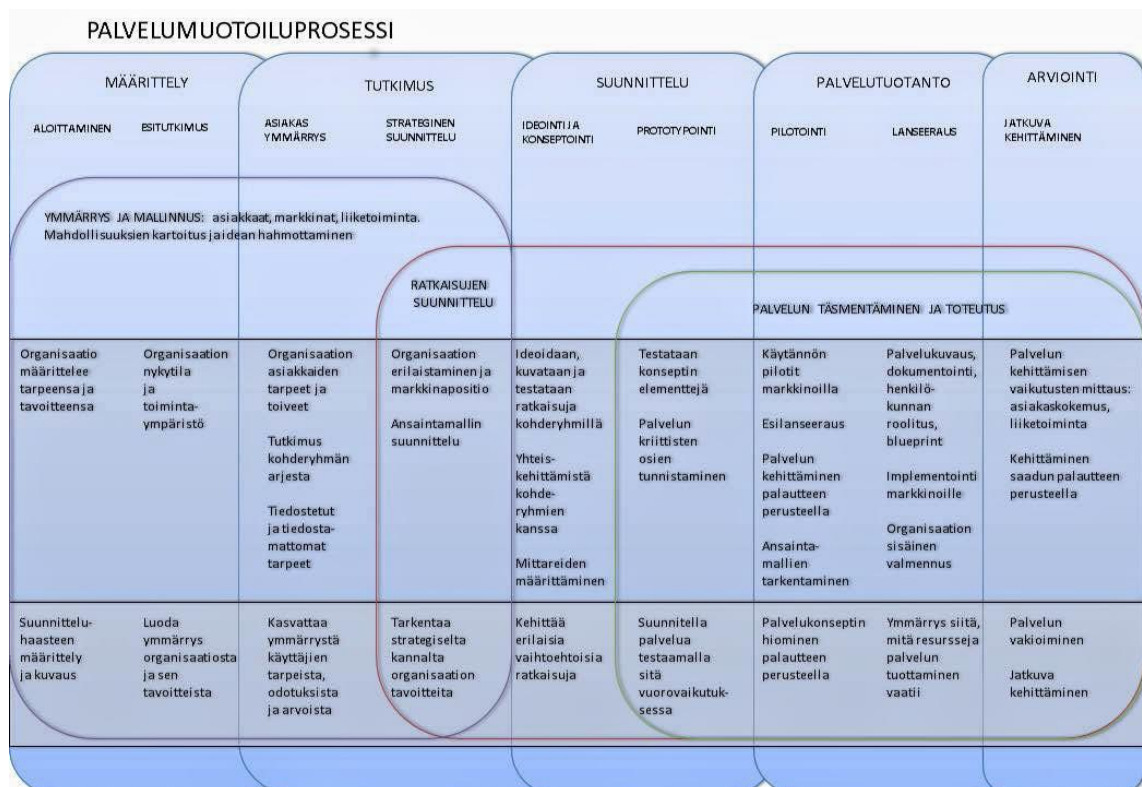 PALVELUMUOTOILUPROSESSI
MÄÄRITTELY
TUTKIMUS
SUUNNITTELU
PALVELUTUOTANTO
ARVIOINTI
ALOITTAMINEN
ESITUTKIMUS
ASIAKAS
YMMÄRRYS
STRATEGINEN
SUUNNITTELU
IDEOINTI JA
KONSEPTOINTI
PROTOTYPOINTI
PILOTOINTI
LANSEERAUS
JATKUVA
KEHITTÄMINEN
YMMÄRRYS JA MALLINNUS: asiakkaat, markkinat, liiketoiminta.
Mahdollisuuksien kartoitus ja idean hahmottaminen
RATKAISUJEN
SUUNNITTELU
PALVELUN TÄSMENTÄMINEN JA TOTEUTUS
Organisaatio
määrittelee
tarpeensa ja
tavoitteensa
Organisaation
nykytila
ja
toiminta-
ympäristö
Organisaation
asiakkaiden
tarpeet ja
toiveet
Tutkimus
kohderyhmän
arjesta
Tiedostetut
ja tiedosta-
mattomat
tarpeet
Organisaation
erilaistaminen ja
markkinapositio
Ansaintamallin
suunnittelu
Ideoidaan,
kuvataan ja
testataan
ratkaisuja
kohderyhmillä
Yhteis-
kehittämistä
kohde-
ryhmien
kanssa
Mittareiden
määrittäminen
Testataan
konseptin
elementtejä
Palvelun
kriittisten
osien
tunnistaminen
Käytännön
pilotit
markkinoilla
Esilanseeraus
Palvelun
kehittäminen
palautteen
perusteella
Ansainta-
mallien
tarkentaminen
Palvelukuvaus,
dokumentointi,
henkilö-
kunnan
roolitus,
blueprint
Implementointi
markkinoille
Organisaation
sisäinen
valmennus
Palvelun
kehittämisen
vaikutusten mittaus:
asiakaskokemus,
liiketoiminta
Kehittäminen
saadun palautteen
perusteella
Suunnittelu-
haasteen
määrittely
ja kuvaus
Luoda
ymmärrys
organisaatiosta
ja sen
tavoitteista
Kasvattaa
ymmärrystä
käyttäjien
tarpeista,
odotuksista
ja arvoista
Tarkentaa
strategiselta
kannalta
organisaation
tavoitteita
Kehittää
erilaisia
vaihtoehtoisia
ratkaisuja
Suunnitella
palvelua
testaamalla
sitä
vuorovaikutuk-
sessa
Palvelukonseptin
hiominen
palautteen
perusteella
Ymmärrys siitä,
mitä resursseja
palvelun
tuottaminen
vaatii
Palvelun
vakioiminen
Jatkuva
kehittäminen